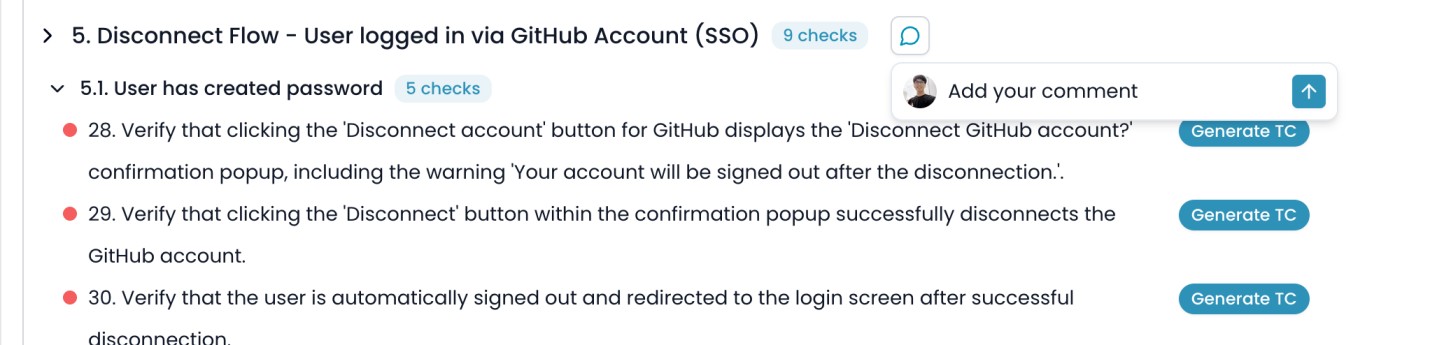 5. Disconnect Flow - User logged in via GitHub Account (SSO) 9 checks
5.1. User has created password 5 checks
Add your comment
28. Verify that clicking the 'Disconnect account' button for GitHub displays the 'Disconnect GitHub account?' Generate TC
confirmation popup, including the warning 'Your account will be signed out after the disconnection.'.
29. Verify that clicking the 'Disconnect' button within the confirmation popup successfully disconnects the Generate TC
GitHub account.
30. Verify that the user is automatically signed out and redirected to the login screen after successful Generate TC
disconnection.